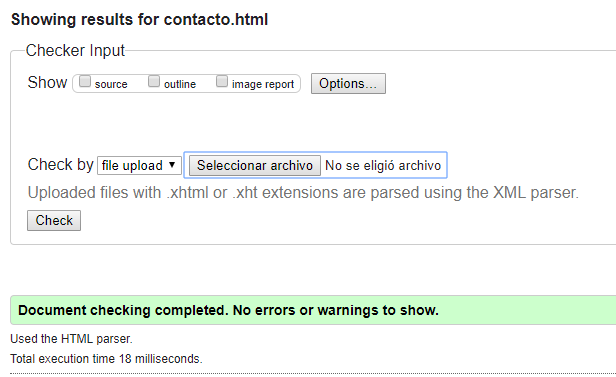 Showing results for contacto.html
Checker Input
Show source outline image report Options...
Check by file upload Seleccionar archivo No se eligió archivo
Uploaded files with .xhtml or .xht extensions are parsed using the XML parser.
Check
Document checking completed. No errors or warnings to show.
Used the HTML parser.
Total execution time 18 milliseconds.